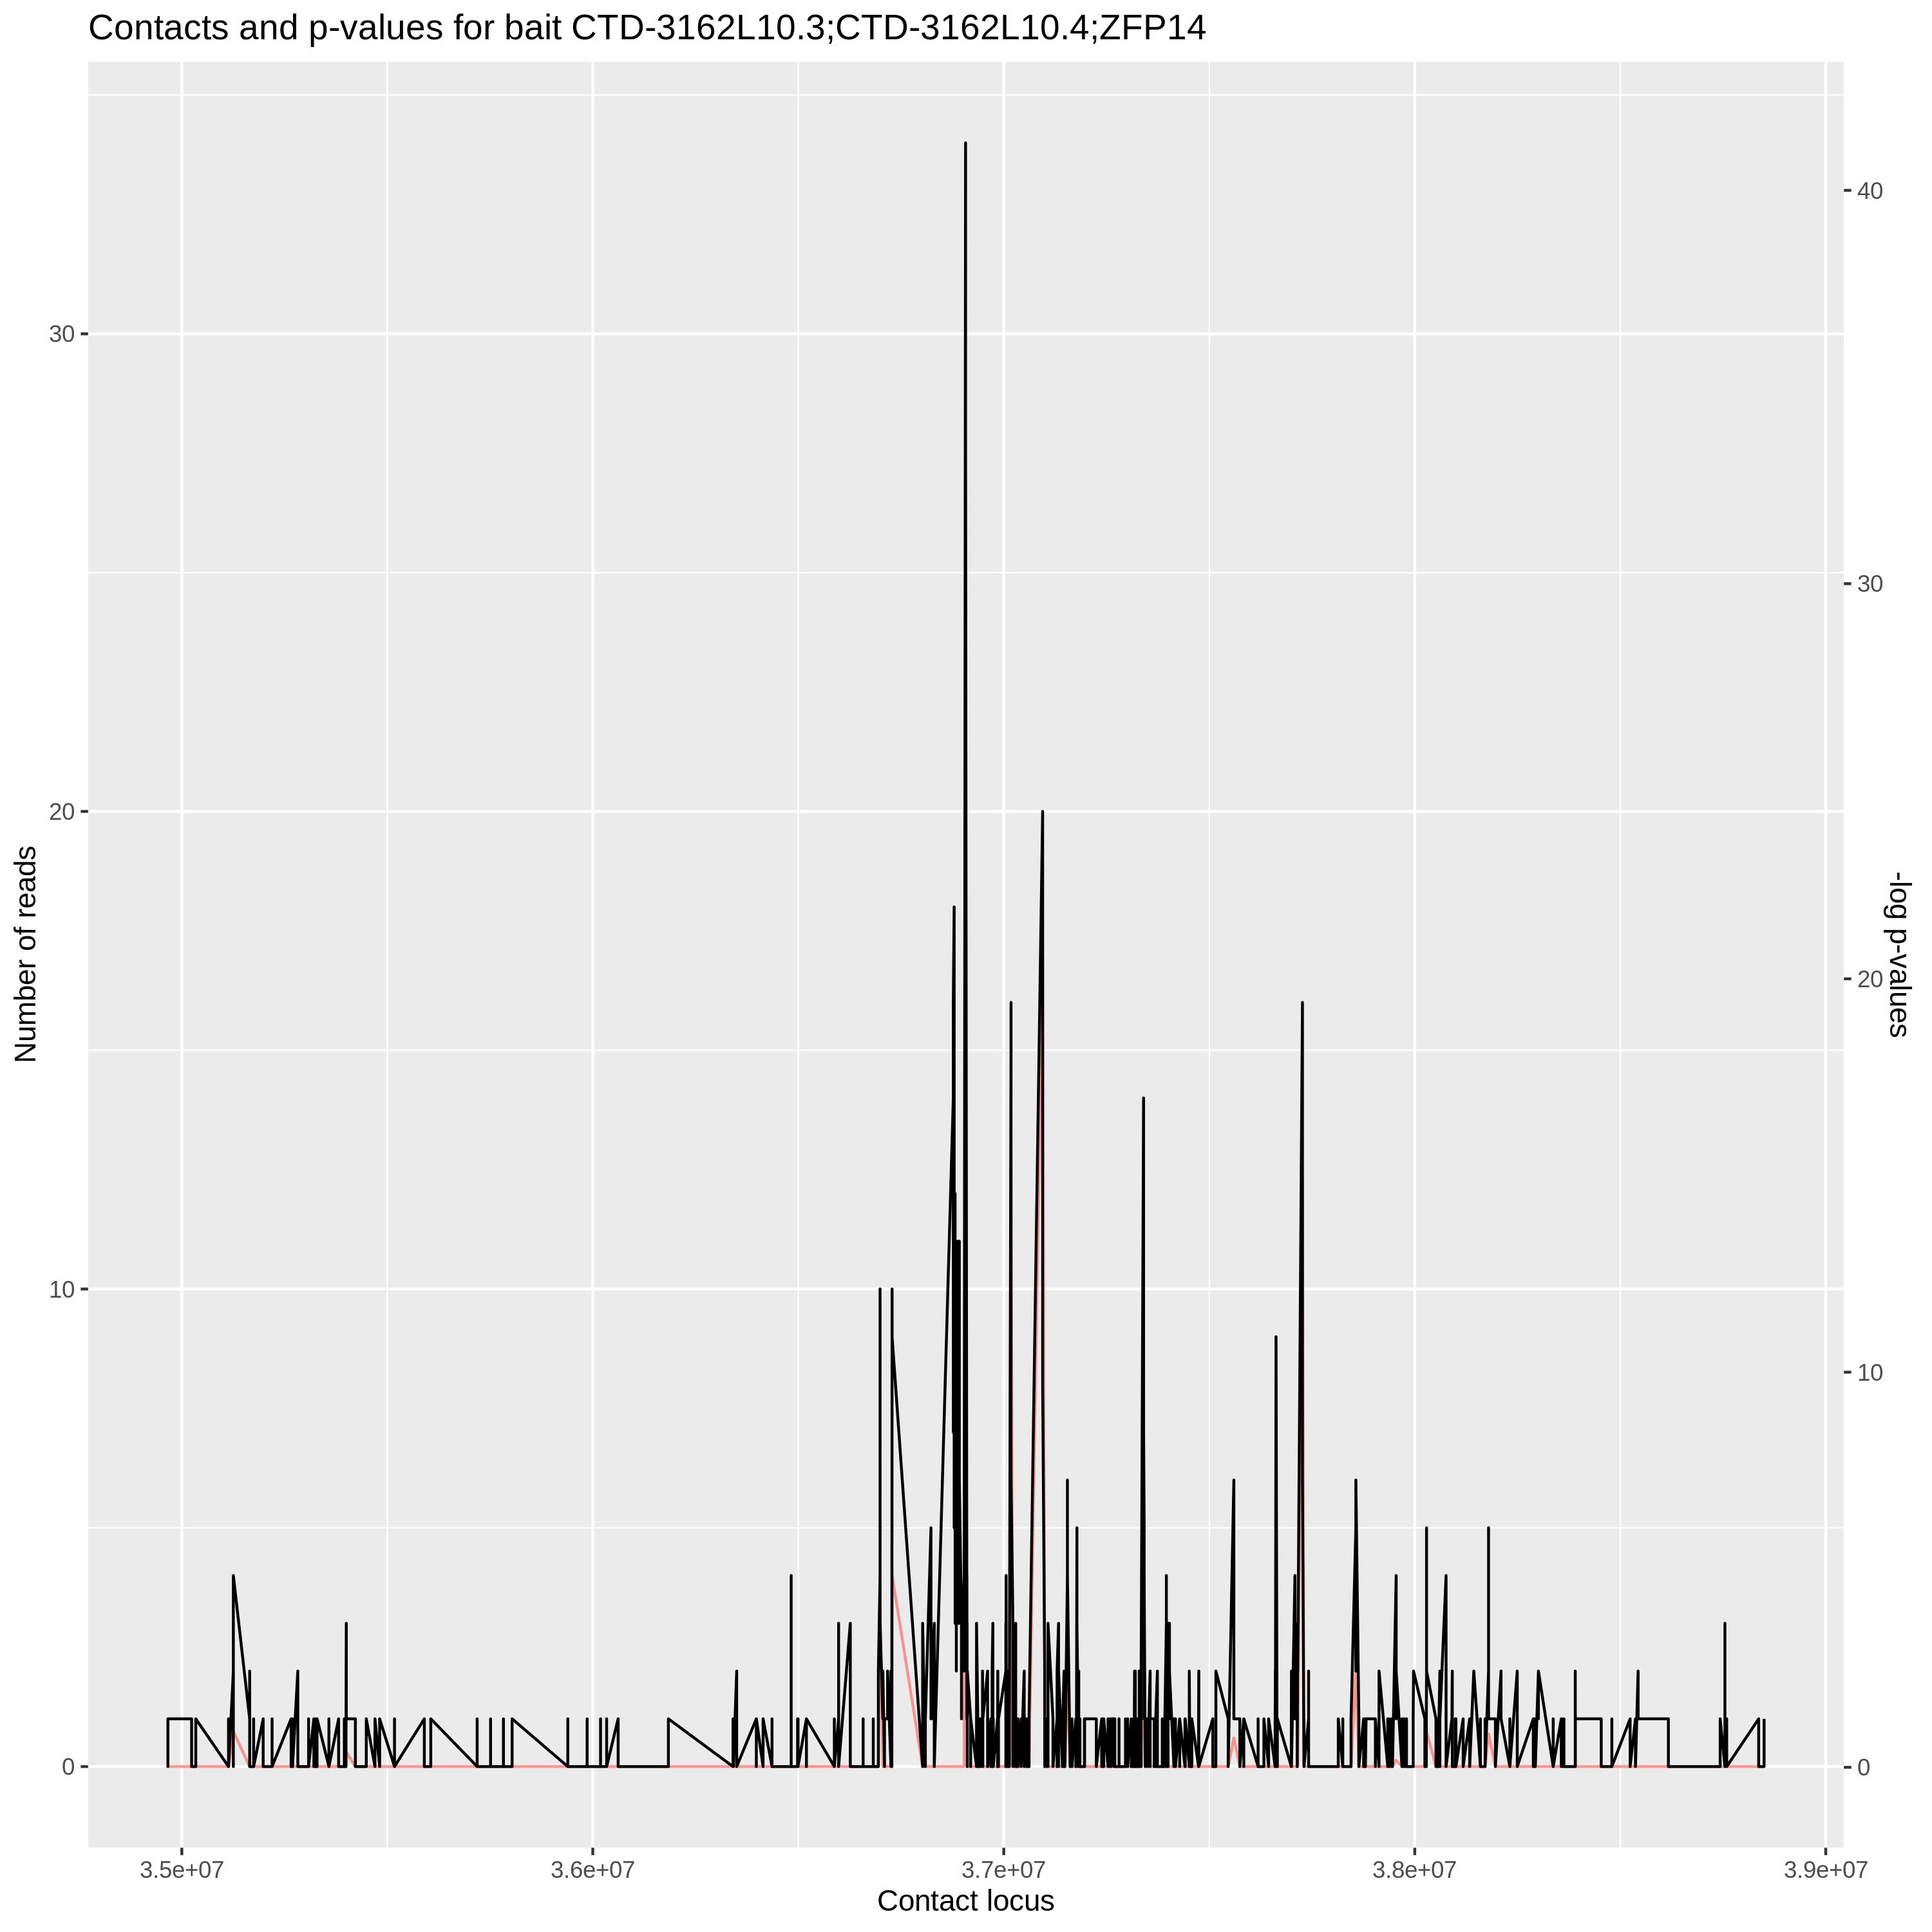 Contacts and p-values for bait CTD-3162L10.3;CTD-3162L10.4;ZFP14
Number of reads
30
20
10
0
40
30
20
10
0
-log p-values
3.5e+07 3.6e+07 3.7e+07 3.8e+07 3.9e+07
Contact locus